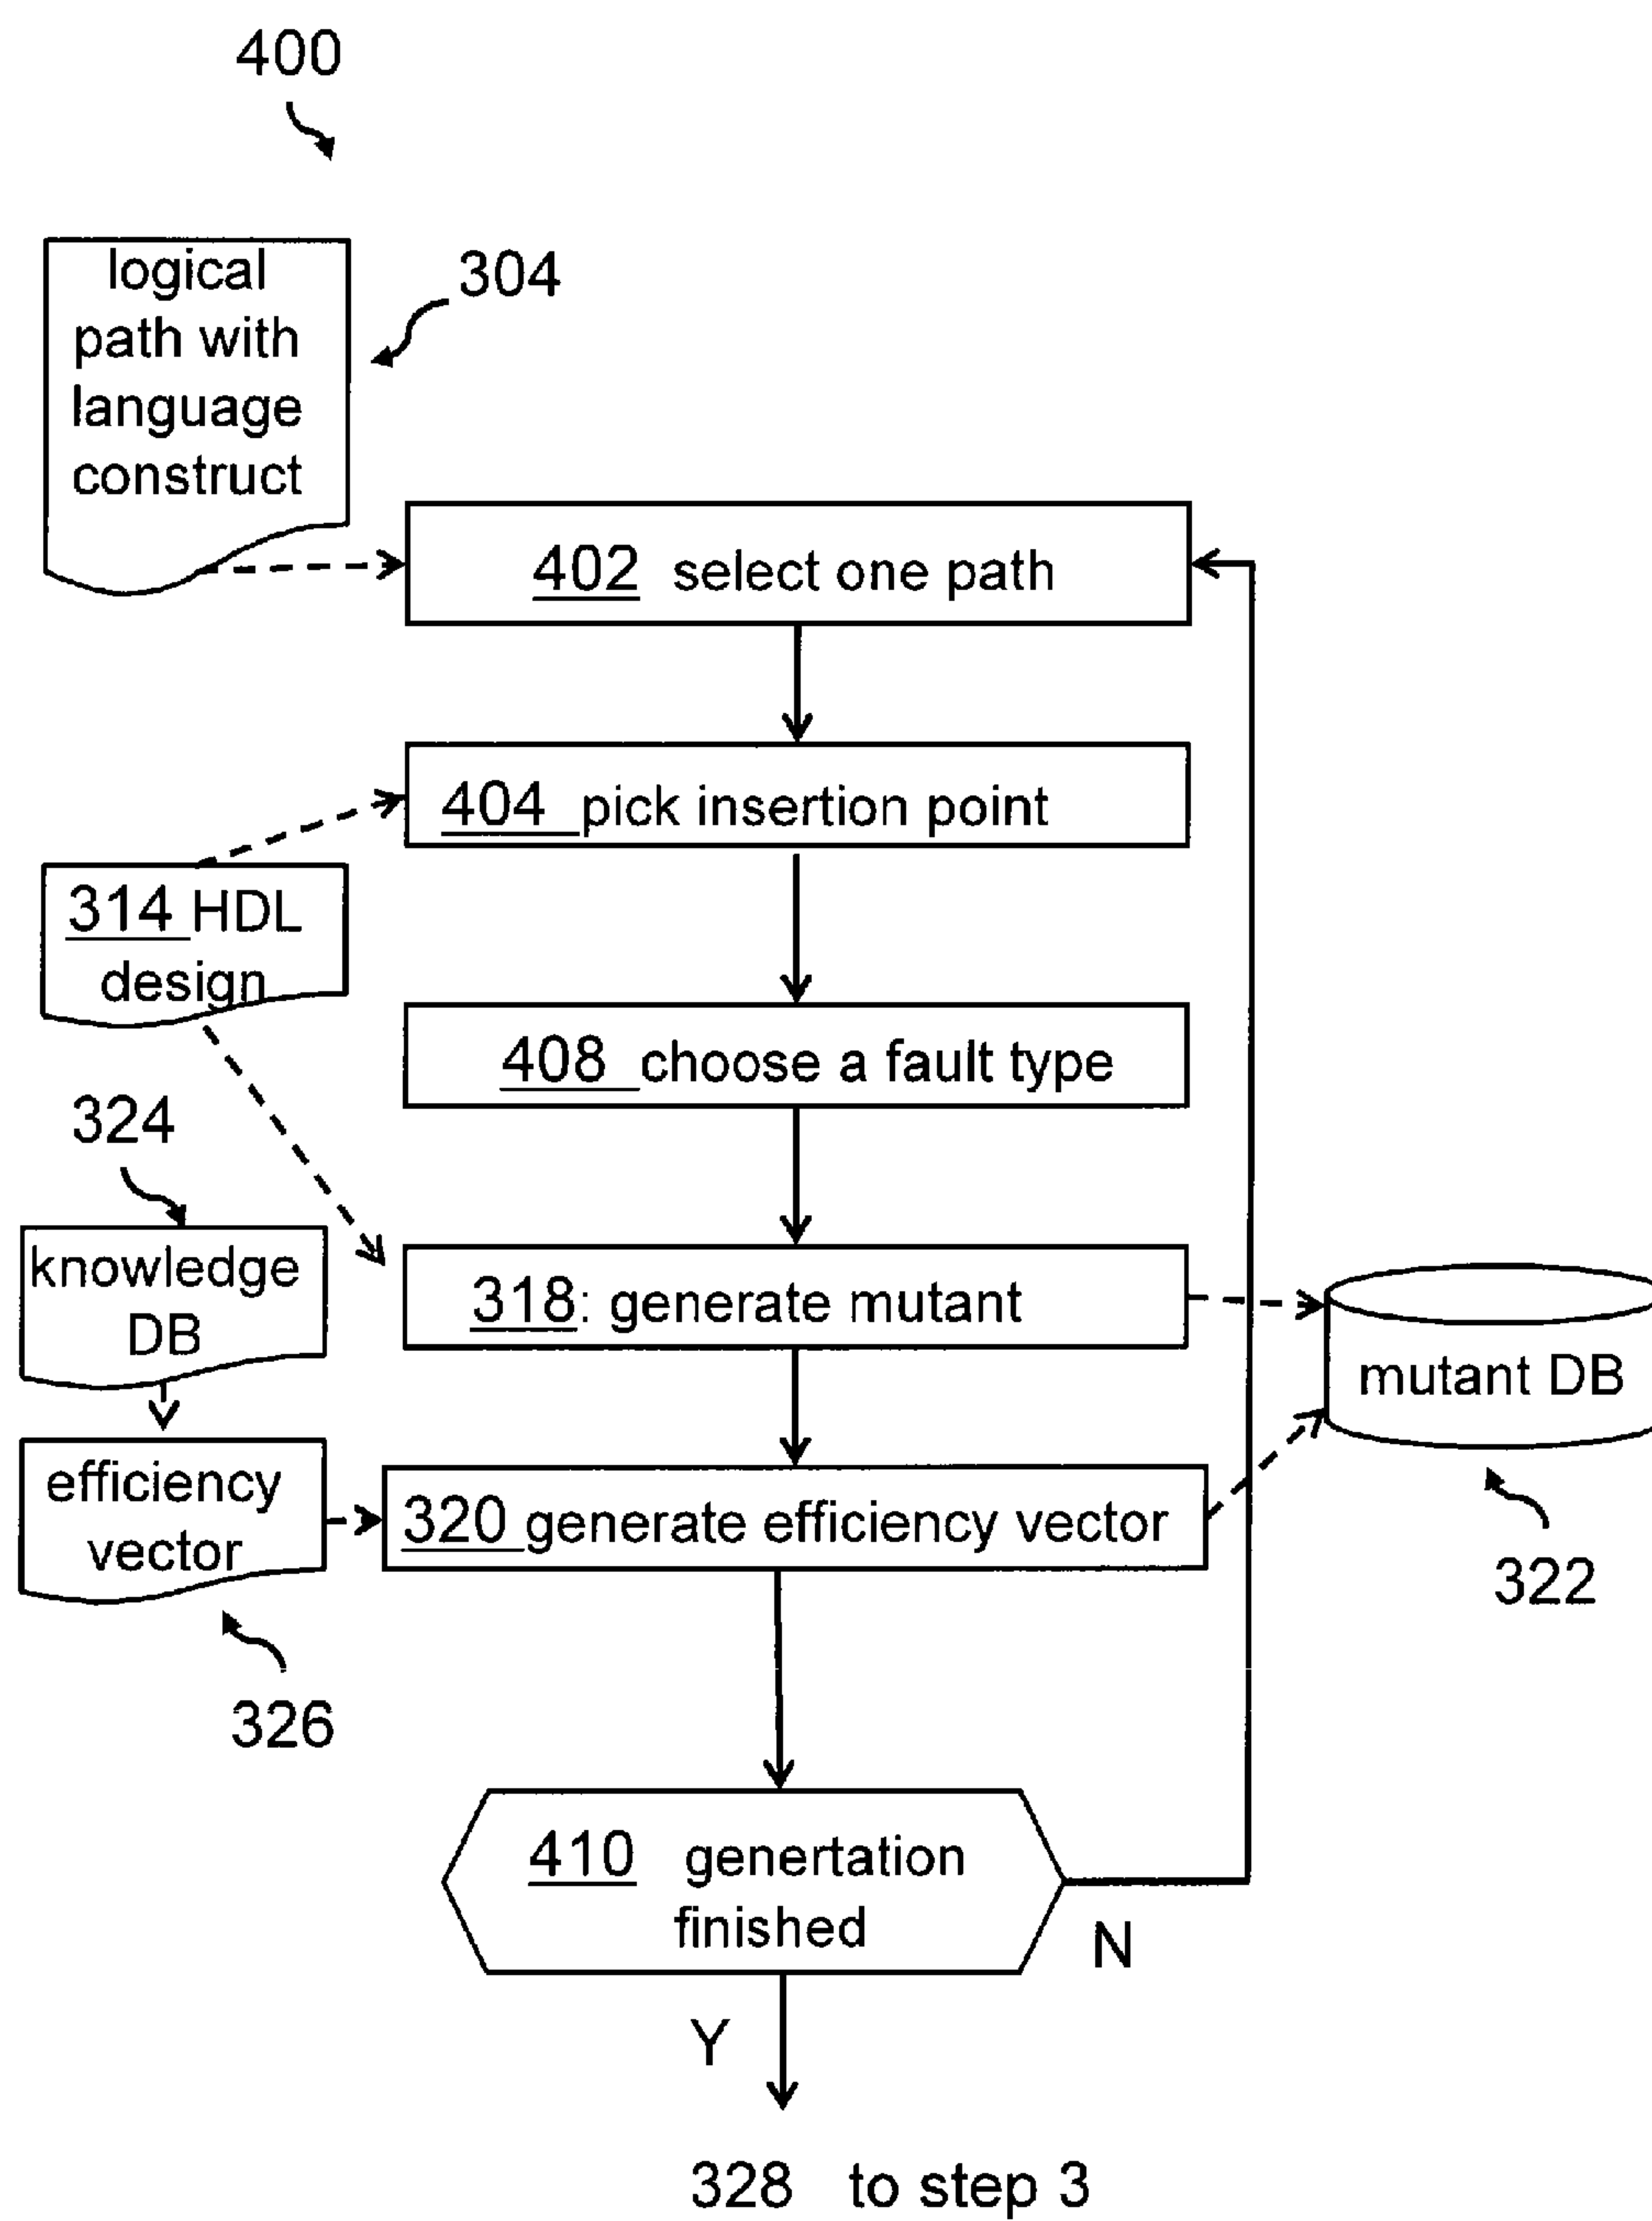 400
logical
path with
language
construct
304
402 select one path
404 pick insertion point
314 HDL
design
408 choose a fault type
324
knowledge
DB
318: generate mutant
mutant DB
322
efficiency
vector
326
320 generate efficiency vector
410 genertation
finished
N
Y
328 to step 3